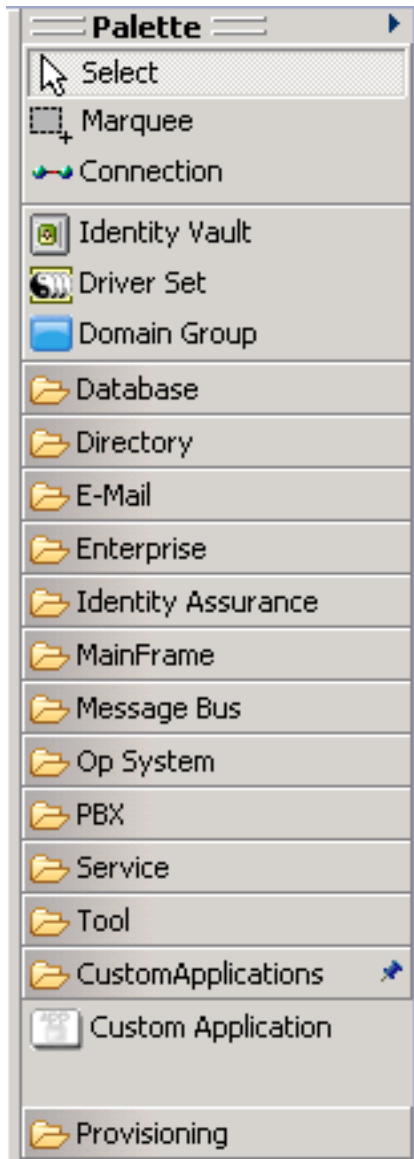 Palette
Select
Marquee
Connection
Identity Vault
Driver Set
Domain Group
Database
Directory
E-Mail
Enterprise
Identity Assurance
MainFrame
Message Bus
Op System
PBX
Service
Tool
CustomApplications
Custom Application
Provisioning